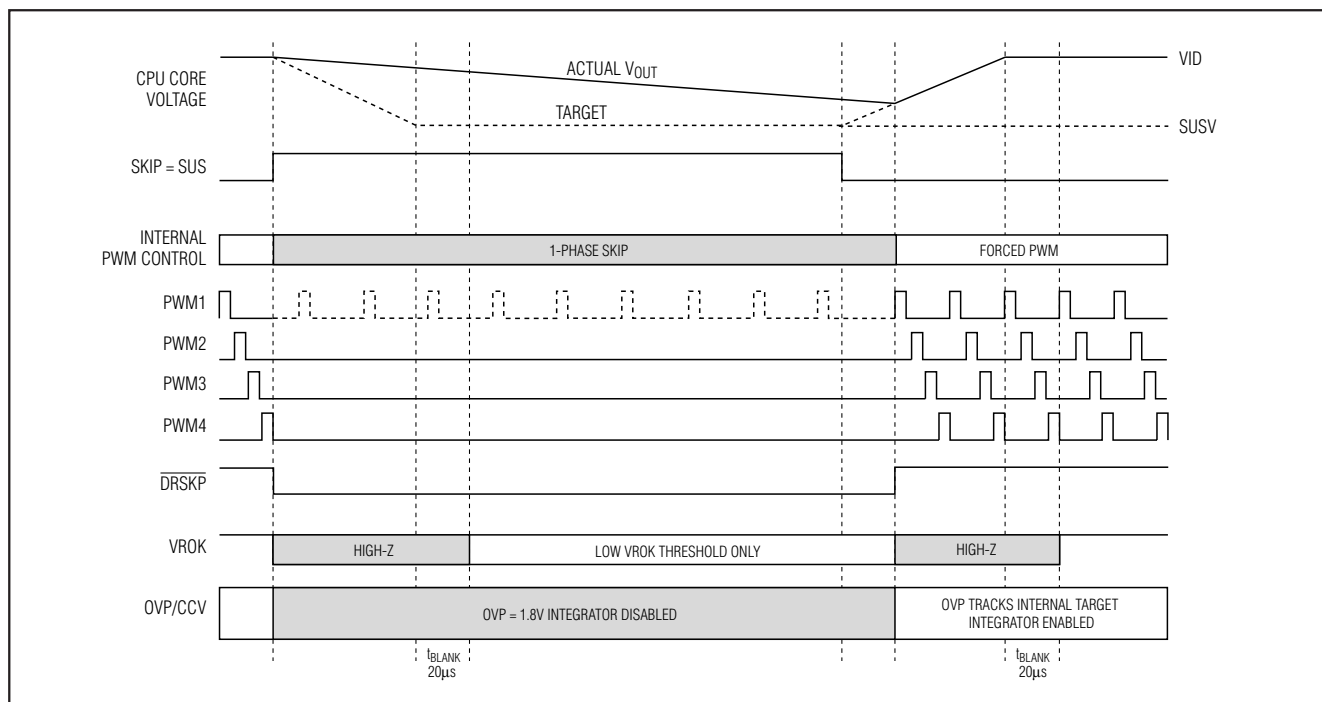 CPU CORE
VOLTAGE
ACTUAL VOUT
TARGET
VID
SUSV
SKIP = SUS
INTERNAL
PWM CONTROL
1-PHASE SKIP
FORCED PWM
PWM1
PWM2
PWM3
PWM4
DRSKP
VROK
HIGH-Z
LOW VROK THRESHOLD ONLY
HIGH-Z
OVP/CCV
OVP = 1.8V INTEGRATOR DISABLED
OVP TRACKS INTERNAL TARGET
INTEGRATOR ENABLED
tBLANK
20μs
tBLANK
20μs